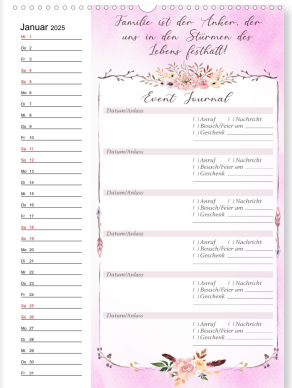 Januar 2025
Mi 1
Do 2
Fr 3
Sa 4
So 5
Mo 6
Di 7
Mi 8
Do 9
Fr 10
Sa 11
So 12
Mo 13
Di 14
Mi 15
Do 16
Fr 17
Sa 18
So 19
Mo 20
Di 21
Mi 22
Do 23
Fr 24
Sa 25
So 26
Mo 27
Di 28
Mi 29
Do 30
Fr 31
Familie ist der Anker, der
uns in den Stürmen des
Lebens festhält!
Event Journal
Datum/Anlass
( ) Anruf ( ) Nachricht
( ) Besuch/Feier um
( ) Geschenk
Datum/Anlass
( ) Anruf ( ) Nachricht
( ) Besuch/Feier um
( ) Geschenk
Datum/Anlass
( ) Anruf ( ) Nachricht
( ) Besuch/Feier um
( ) Geschenk
Datum/Anlass
( ) Anruf ( ) Nachricht
( ) Besuch/Feier um
( ) Geschenk
Datum/Anlass
( ) Anruf ( ) Nachricht
( ) Besuch/Feier um
( ) Geschenk
Datum/Anlass
( ) Anruf ( ) Nachricht
( ) Besuch/Feier um
( ) Geschenk